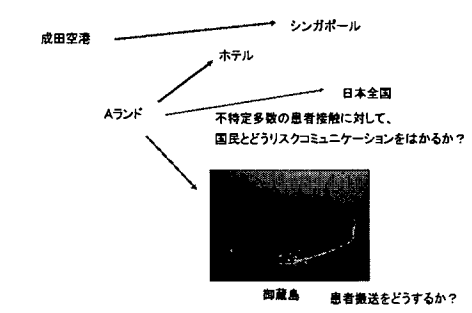 成田空港
シンガポール
ホテル
Aランド
日本全国
不特定多数の患者接触に対して、
国民とどうリスクコミュニケーションをはかるか?
御蔵島
患者搬送をどうするか?